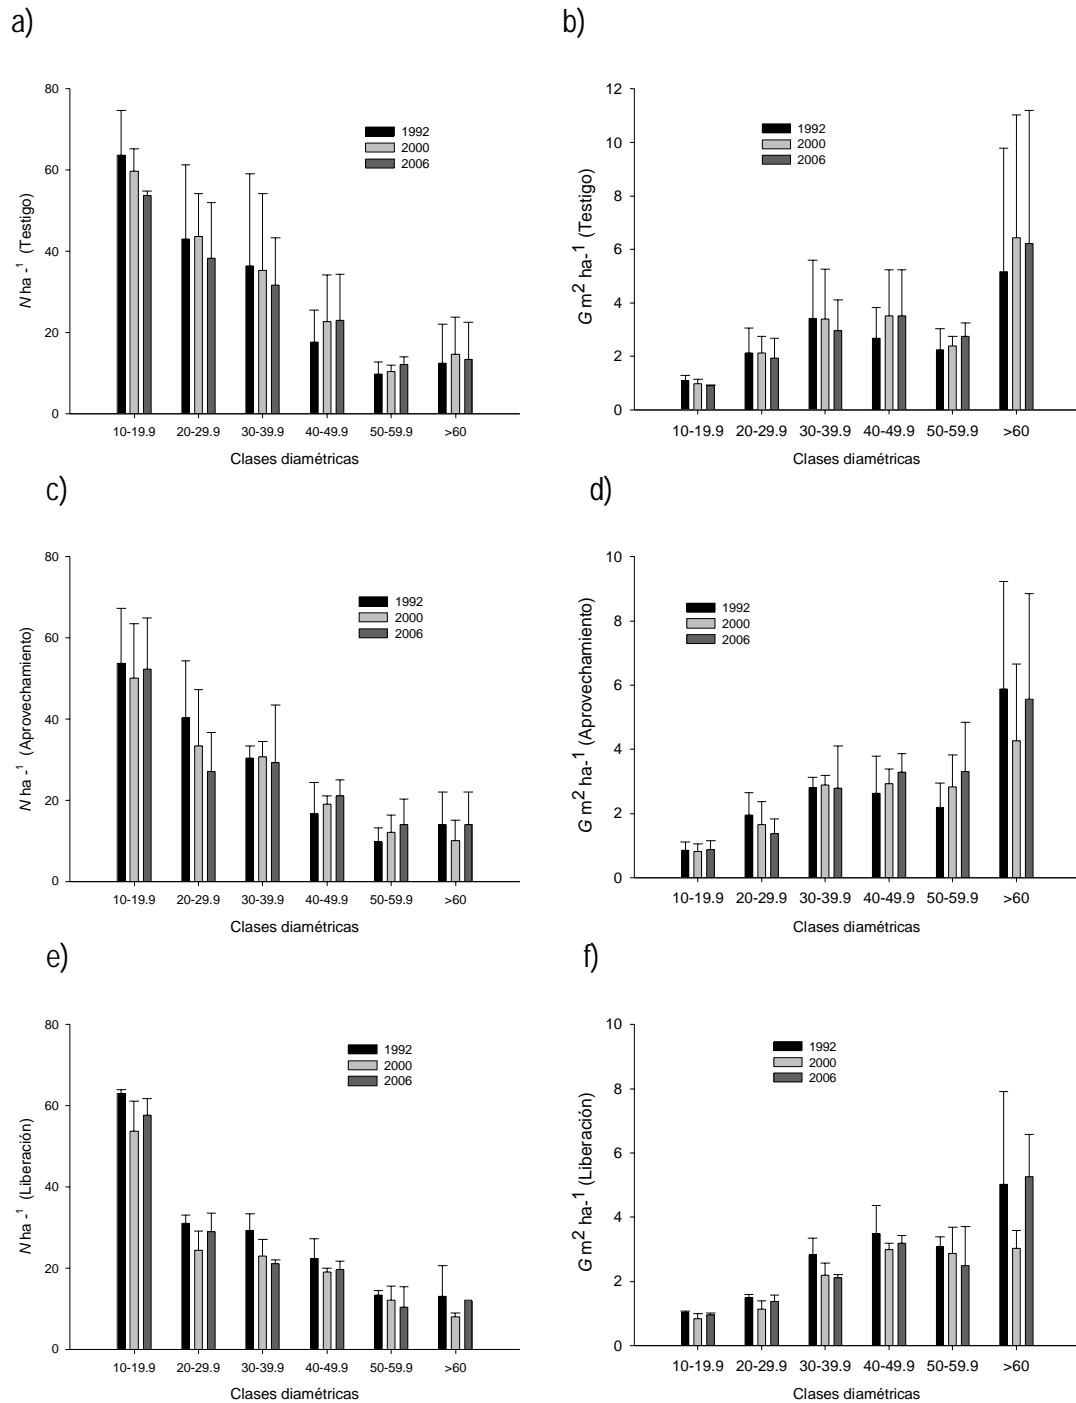 a)
80
60
40
20
0
N ha -1 (Testigo)
1992
2000
2006
10-19.9 20-29.9 30-39.9 40-49.9 50-59.9 >60
Clases diamétricas
b)
12
10
8
6
4
2
0
G m2 ha-1 (Testigo)
1992
2000
2006
10-19.9 20-29.9 30-39.9 40-49.9 50-59.9 >60
Clases diamétricas
c)
80
60
40
20
0
N ha -1 (Aprovechamiento)
1992
2000
2006
10-19.9 20-29.9 30-39.9 40-49.9 50-59.9 >60
Clases diamétricas
d)
10
8
6
4
2
0
G m2 ha-1 (Aprovechamiento)
1992
2000
2006
10-19.9 20-29.9 30-39.9 40-49.9 50-59.9 >60
Clases diamétricas
e)
80
60
40
20
0
N ha -1 (Liberación)
1992
2000
2006
10-19.9 20-29.9 30-39.9 40-49.9 50-59.9 >60
Clases diamétricas
f)
10
8
6
4
2
0
G m2 ha-1 (Liberación)
1992
2000
2006
10-19.9 20-29.9 30-39.9 40-49.9 50-59.9 >60
Clases diamétricas